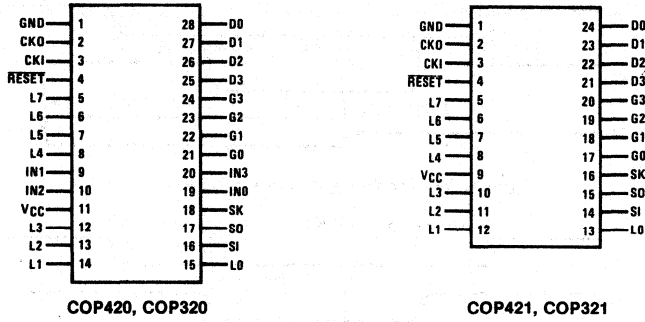 GND 1 28 D0
CKO 2 27 D1
CKI 3 26 D2
RESET 4 25 D3
L7 5 24 G3
L6 6 23 G2
L5 7 22 G1
L4 8 21 G0
IN1 9 20 IN3
IN2 10 19 IN0
VCC 11 18 SK
L3 12 17 SO
L2 13 16 SI
L1 14 15 L0
COP420, COP320
GND 1 24 D0
CKO 2 23 D1
CKI 3 22 D2
RESET 4 21 D3
L7 5 20 G3
L6 6 19 G2
L5 7 18 G1
L4 8 17 G0
VCC 9 16 SK
L3 10 15 SO
L2 11 14 SI
L1 12 13 L0
COP421, COP321